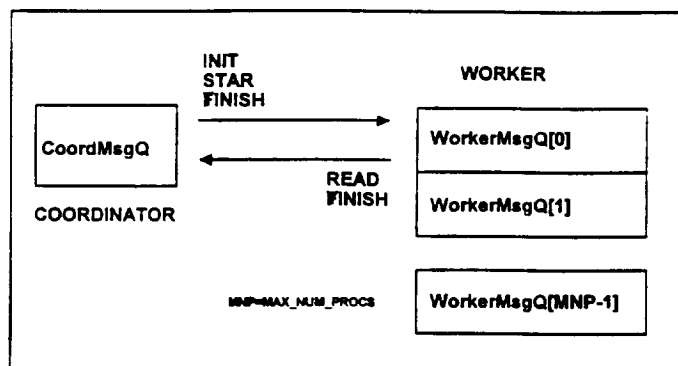 INIT
STAR
FINISH
WORKER
CoordMsgQ
WorkerMsgQ[0]
READ
FINISH
WorkerMsgQ[1]
COORDINATOR
MNP=MAX_NUM_PROCS
WorkerMsgQ[MNP-1]